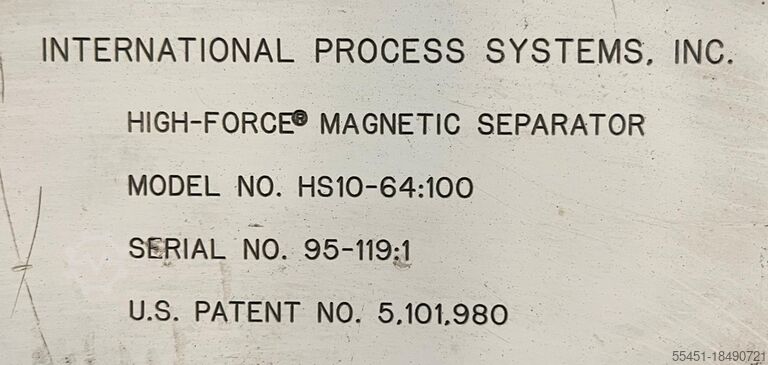 INTERNATIONAL PROCESS SYSTEMS, INC.
HIGH-FORCE® MAGNETIC SEPARATOR
MODEL NO. HS10-64:100
SERIAL NO. 95-119:1
U.S. PATENT NO. 5,101,980
55451-18490721